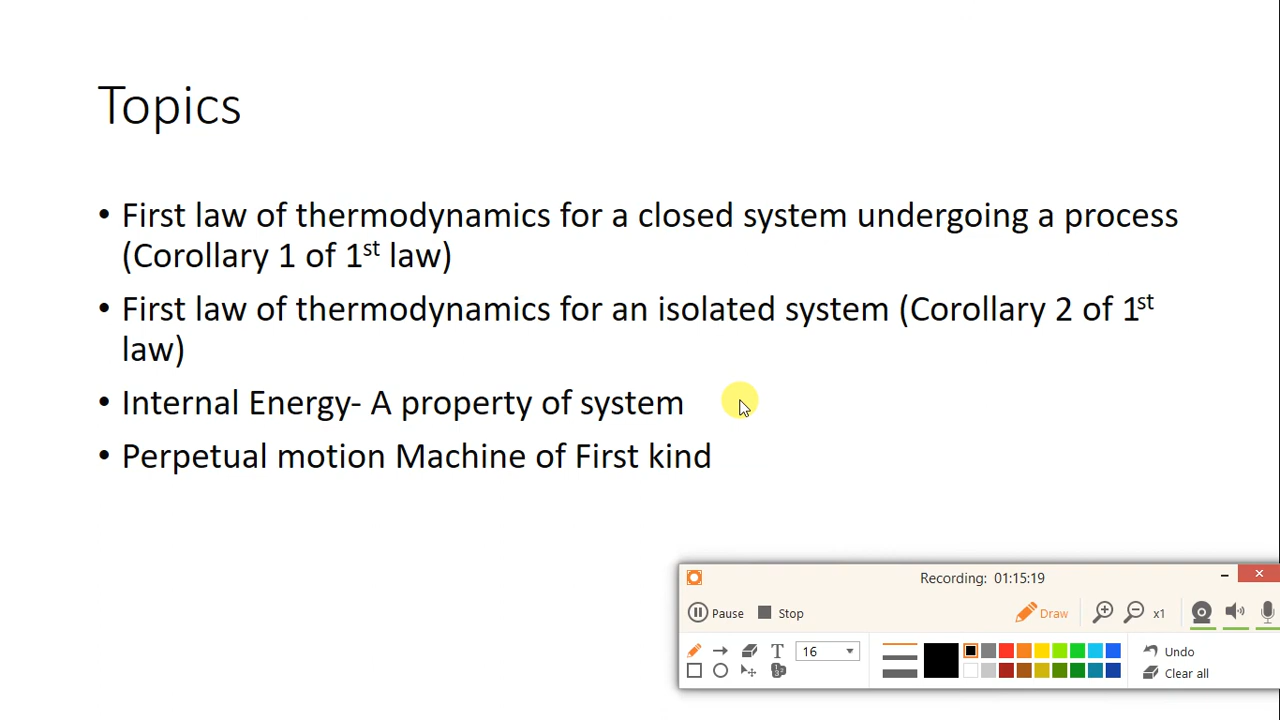 Topics
• First law of thermodynamics for a closed system undergoing a process
(Corollary 1 of 1st law)
• First law of thermodynamics for an isolated system (Corollary 2 of 1st
law)
• Internal Energy- A property of system
• Perpetual motion Machine of First kind
Recording: 01:15:19
Pause Stop Draw x1
T 16 Undo
Clear all